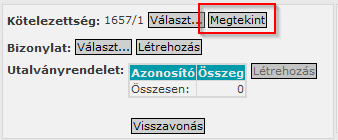 Kötelezettség: 1657/1 Választ... Megtekint
Bizonylat: Választ... Létrehozás
Utalványrendelet: Azonosító Összeg Létrehozás
Összesen: 0
Visszavonás